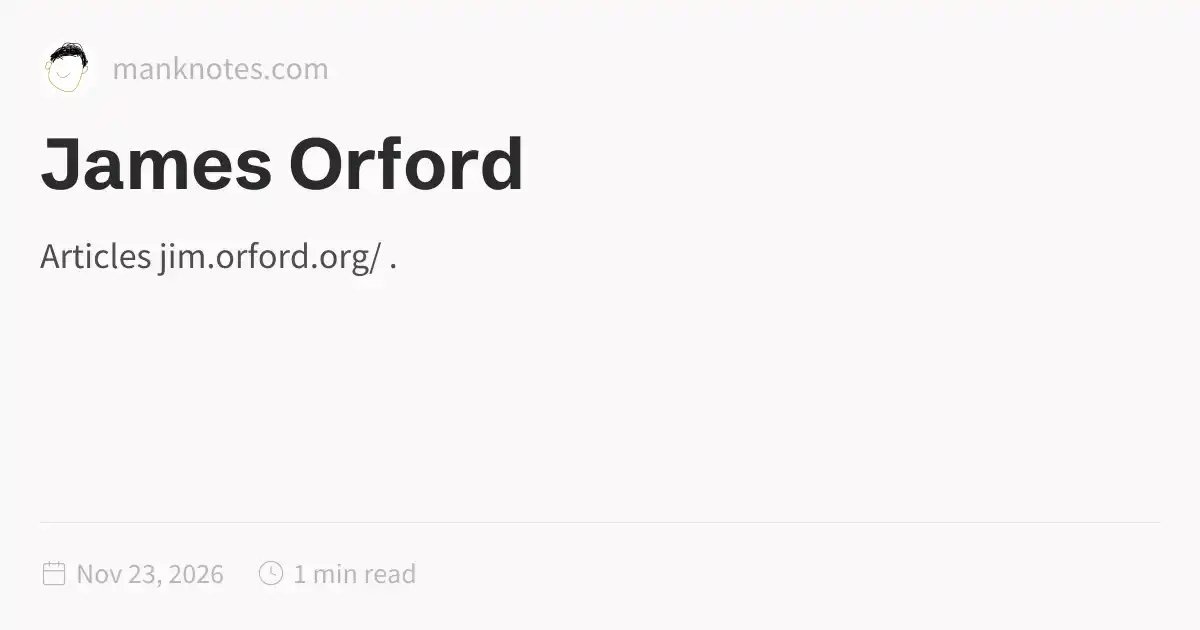 manknotes.com
James Orford
Articles jim.orford.org/ .
Nov 23, 2026 1 min read